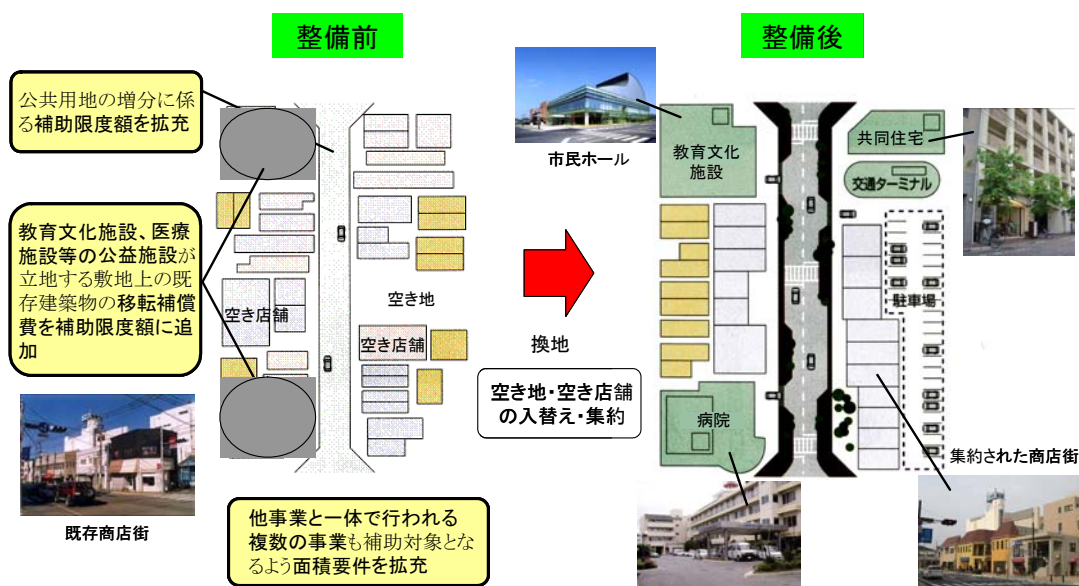 整備前
整備後
公共用地の増分に係
る補助限度額を拡充
教育文化施設、医療
施設等の公益施設が
立地する敷地上の既
存建築物の移転補償
費を補助限度額に追
加
空き店舗
空き地
空き店舗
既存商店街
他事業と一体で行われる
複数の事業も補助対象とな
るよう面積要件を拡充
換地
空き地・空き店舗
の入替え・集約
市民ホール
教育文化
施設
共同住宅
交通ターミナル
駐車場
病院
集約された商店街